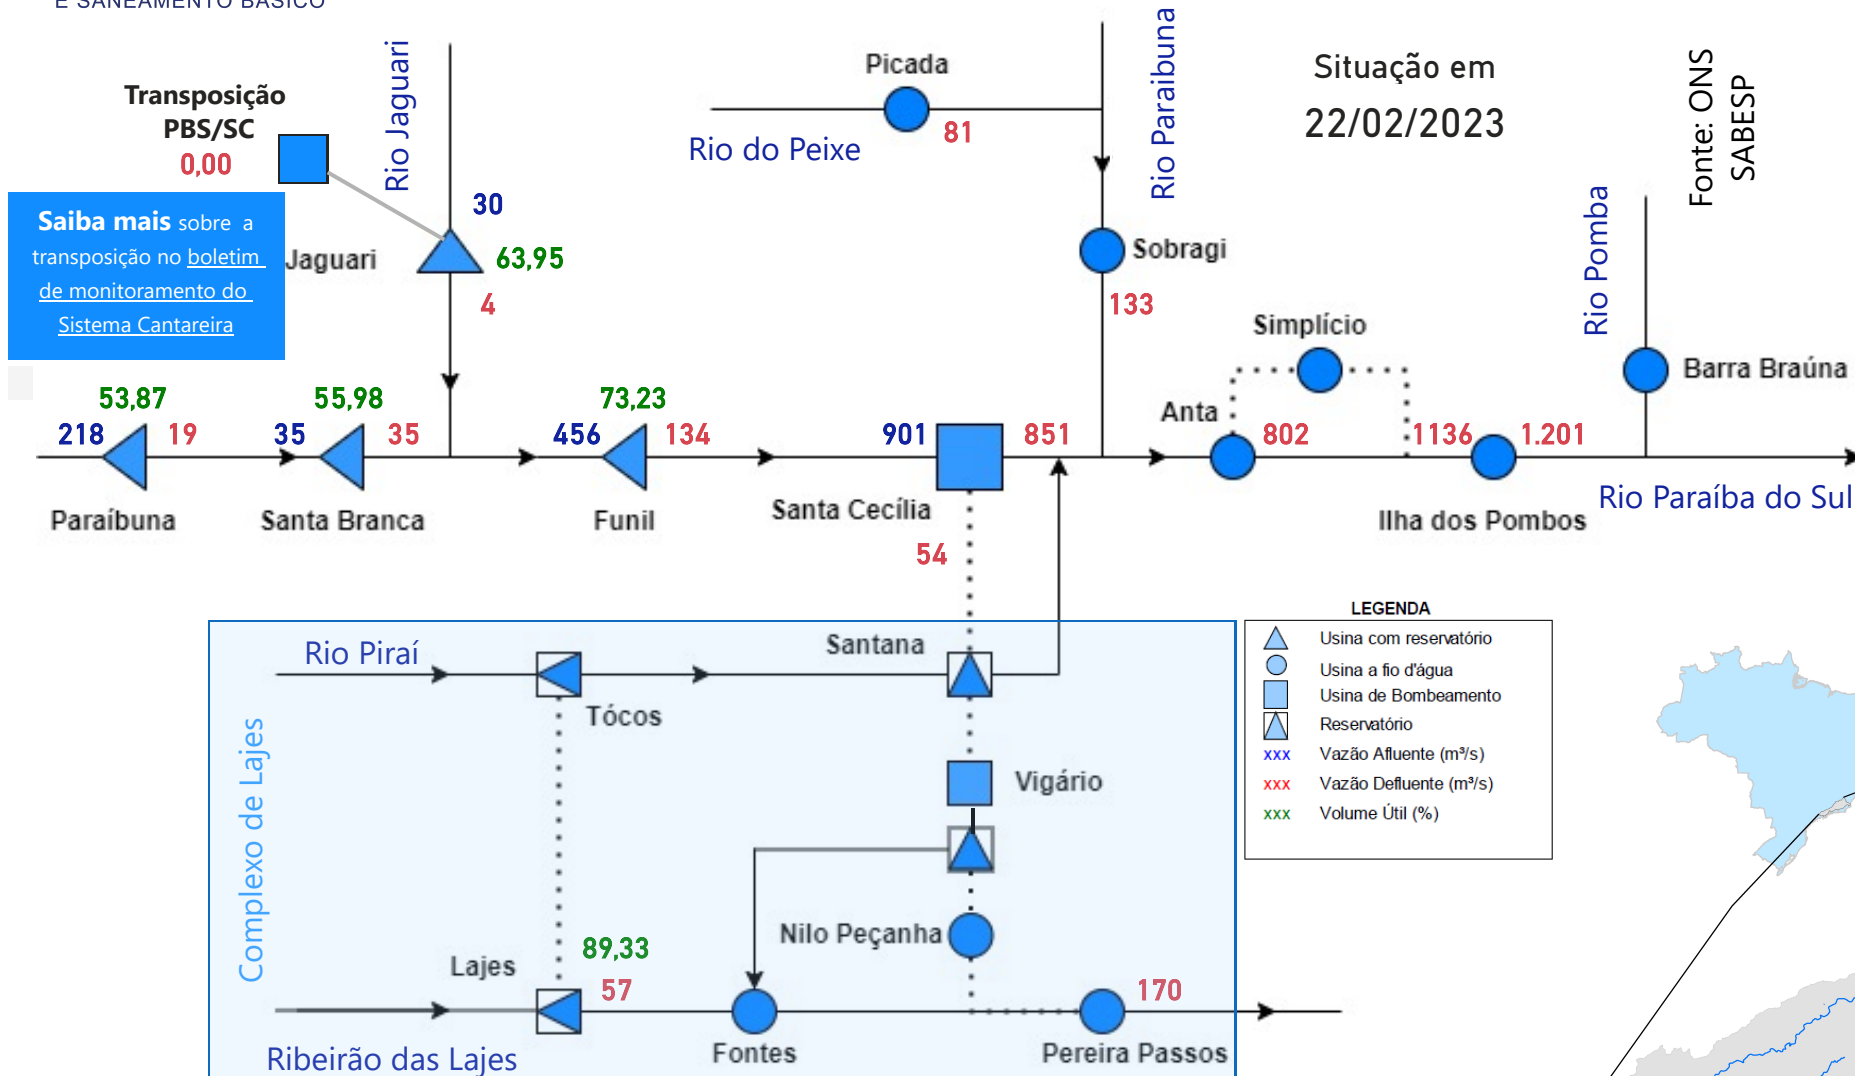 E SANEAMENTO BÁSICO
Transposição
PBS/SC
0,00
Rio Jaguari
Saiba mais sobre a
transposição no boletim
de monitoramento do
Sistema Cantareira
30
Jaguari
63,95
4
Picada
81
Rio do Peixe
Rio Paraibuna
Sobragi
133
Situação em
22/02/2023
Fonte: ONS
SABESP
Rio Pomba
Simplício
Barra Braúna
53,87
218
19
Paraíbuna
55,98
35
35
Santa Branca
73,23
456
134
Funil
901
851
Santa Cecília
54
Anta
802
1136
1.201
Ilha dos Pombos
Rio Paraíba do Sul
Complexo de Lajes
Rio Piraí
Tócos
Santana
Vigário
Nilo Peçanha
89,33
Lajes
57
170
Ribeirão das Lajes
Fontes
Pereira Passos
LEGENDA
Usina com reservatório
Usina a fio d'água
Usina de Bombeamento
Reservatório
xxx Vazão Afluente (m³/s)
xxx Vazão Defluente (m³/s)
xxx Volume Útil (%)